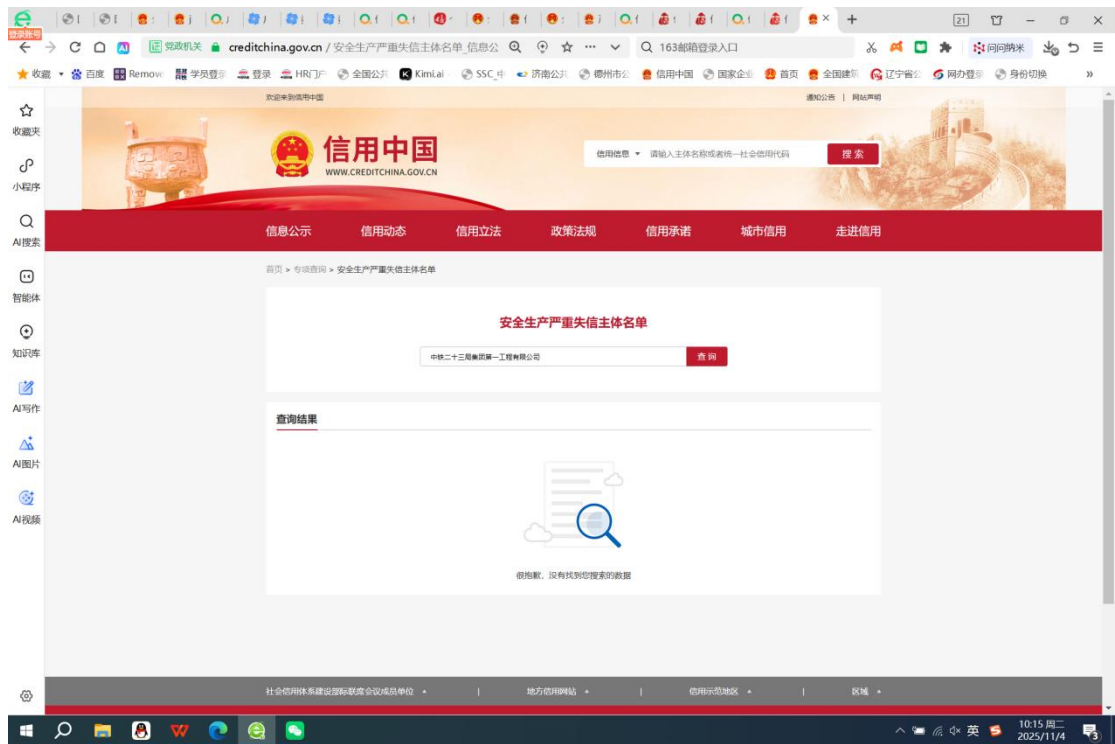 登录账号
21
党政机关 creditchina.gov.cn / 安全生产严重失信主体名单_信息公
163邮箱登录入口
问问纳米
收藏 百度 Remove 学员登录 登录 HR门户 全国公共 Kimi.ai SSC_中 济南公共 德州市公 信用中国 国家企业 首页 全国建筑 辽宁省公 网办登录 身份切换
收藏夹
小程序
AI搜索
智能体
知识库
AI写作
AI图片
AI视频
欢迎来到信用中国
通知公告 | 网站声明
信用中国
WWW.CREDITCHINA.GOV.CN
信用信息 请输入主体名称或者统一社会信用代码 搜索
信息公示 信用动态 信用立法 政策法规 信用承诺 城市信用 走进信用
首页 > 专项查询 > 安全生产严重失信主体名单
安全生产严重失信主体名单
中铁二十三局集团第一工程有限公司 查询
查询结果
很抱歉，没有找到您搜索的数据
社会信用体系建设部际联席会议成员单位 | 地方信用网站 | 信用示范地区 | 区域
英
10:15 周二
2025/11/4